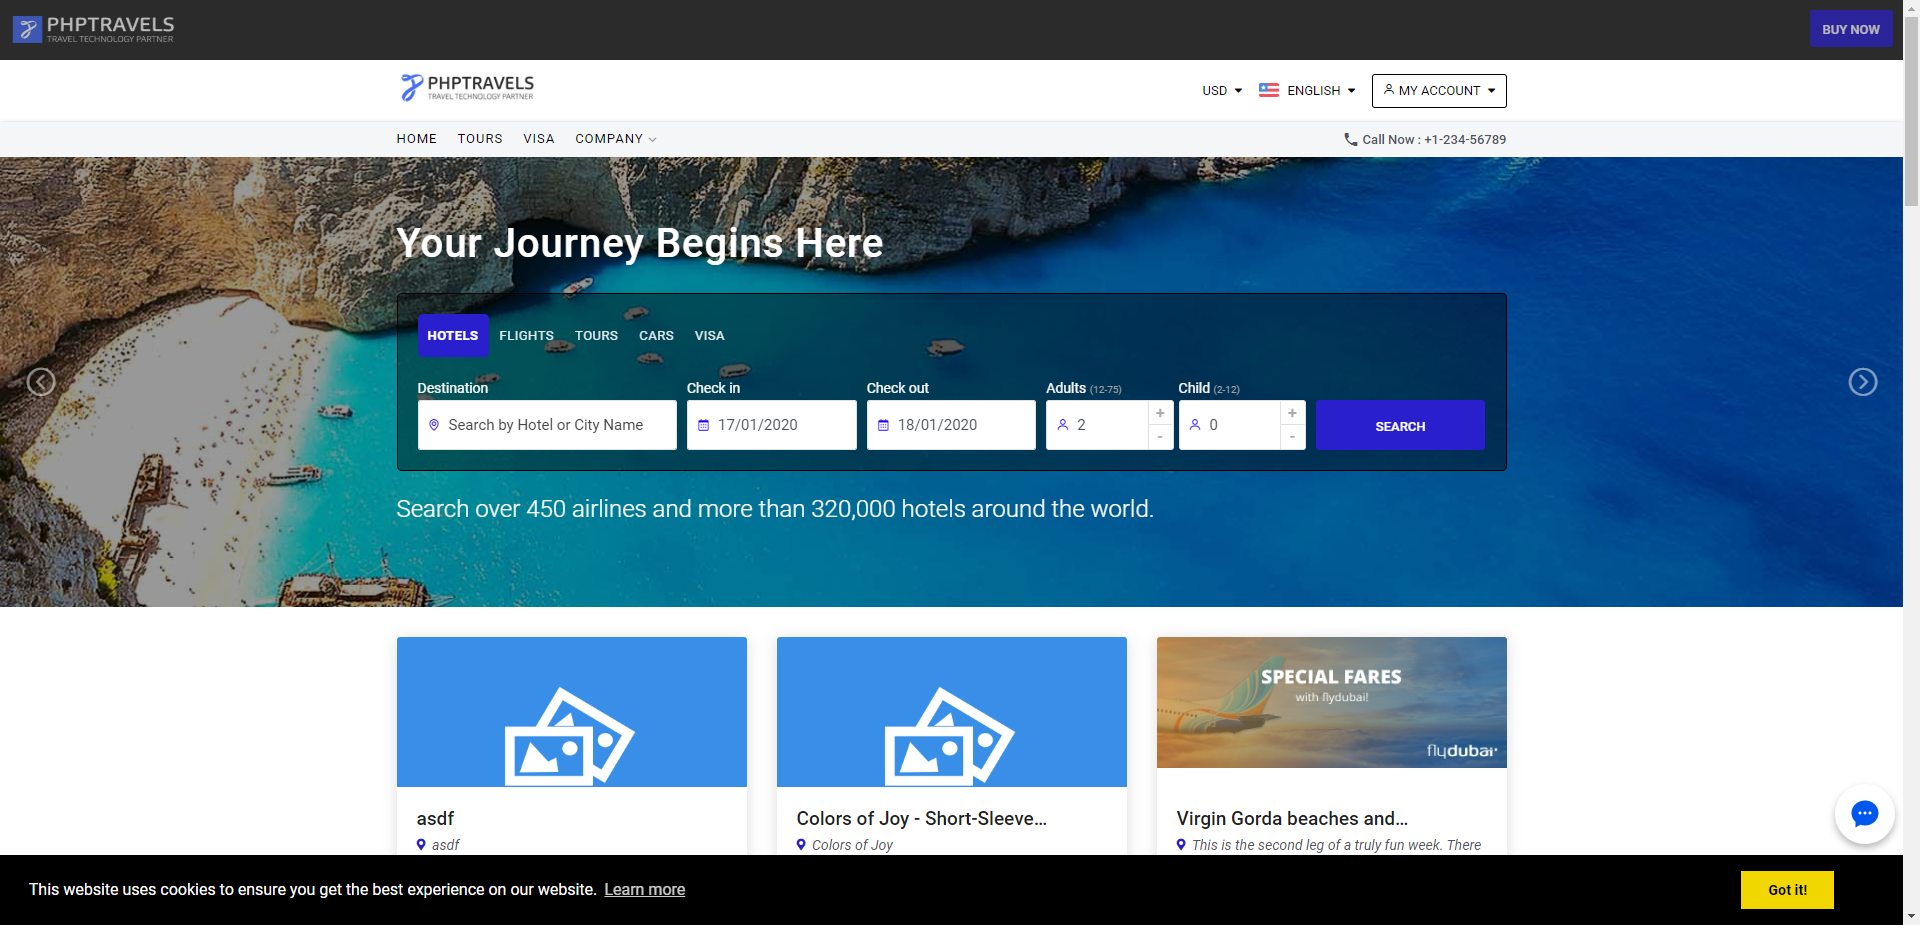 PHPTRAVELS
TRAVEL TECHNOLOGY PARTNER
BUY NOW
PHPTRAVELS
TRAVEL TECHNOLOGY PARTNER
USD
ENGLISH
MY ACCOUNT
HOME TOURS VISA COMPANY
Call Now : +1-234-56789
Your Journey Begins Here
HOTELS FLIGHTS TOURS CARS VISA
Destination Check in Check out Adults (12-75) Child (2-12)
Search by Hotel or City Name 17/01/2020 18/01/2020 2 + - 0 + - SEARCH
Search over 450 airlines and more than 320,000 hotels around the world.
SPECIAL FARES
with flydubai!
flydubai
asdf
asdf
Colors of Joy - Short-Sleeve...
Colors of Joy
Virgin Gorda beaches and...
This is the second leg of a truly fun week. There
This website uses cookies to ensure you get the best experience on our website. Learn more
Got it!